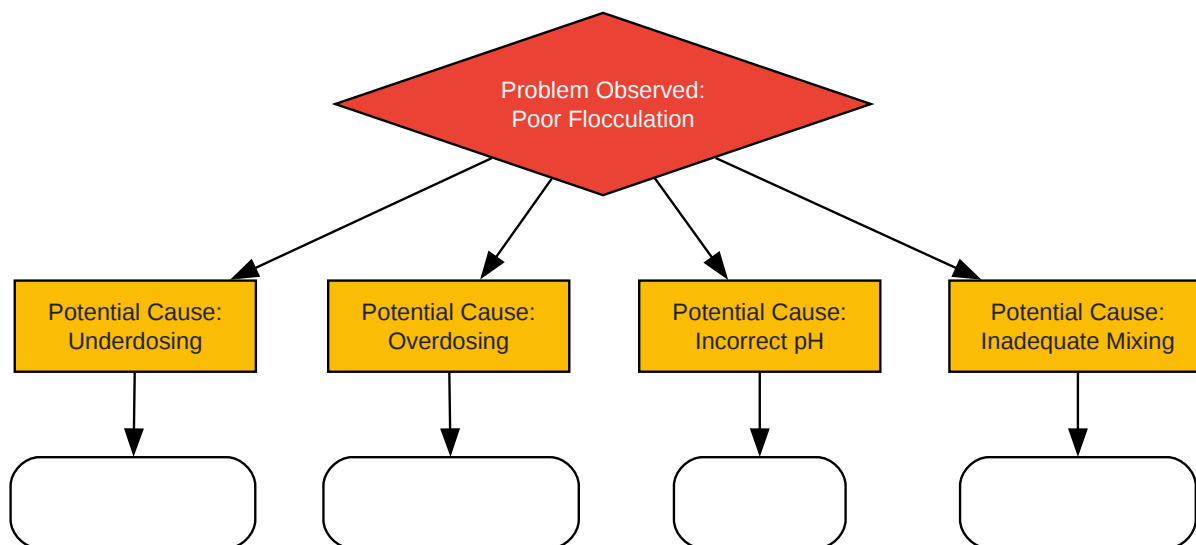 Problem Observed:
Poor Flocculation
Potential Cause:
Underdosing
Potential Cause:
Overdosing
Potential Cause:
Incorrect pH
Potential Cause:
Inadequate Mixing